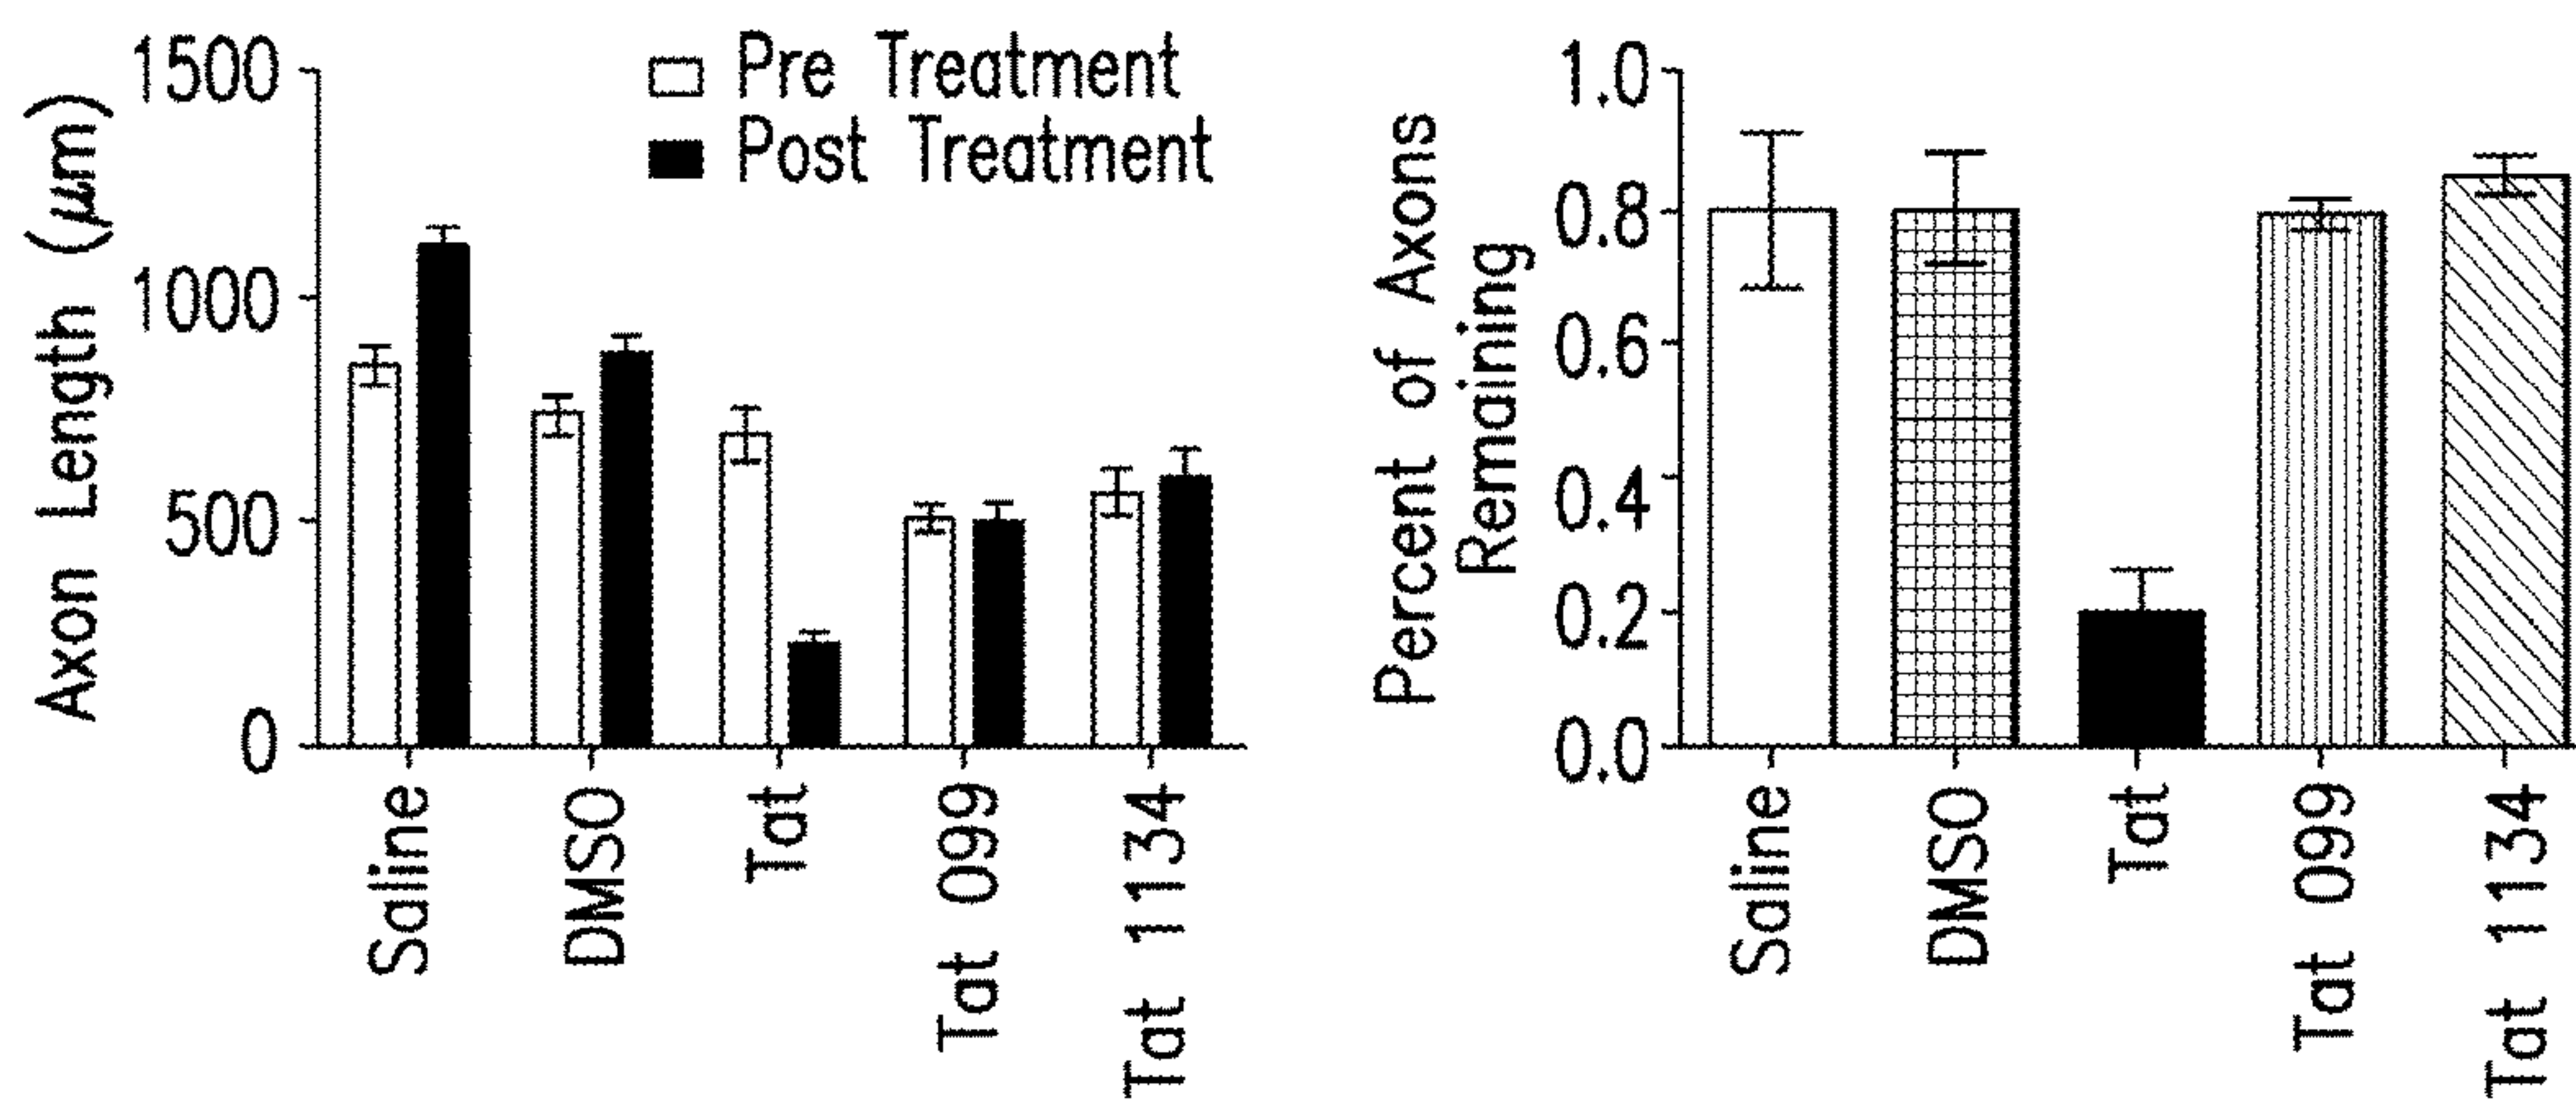 Axon Length (μm)
1500
1000
500
0
Pre Treatment
Post Treatment
Saline
DMSO
Tat
Tat 099
Tat 1134
Percent of Axons
Remaining
1.0
0.8
0.6
0.4
0.2
0.0
Saline
DMSO
Tat
Tat 099
Tat 1134